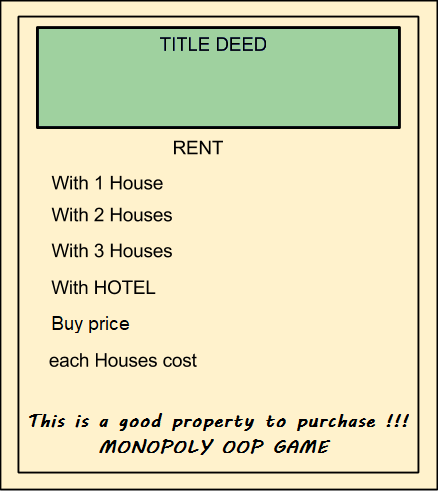 TITLE DEED
RENT
With 1 House
With 2 Houses
With 3 Houses
With HOTEL
Buy price
each Houses cost
This is a good property to purchase !!!
MONOPOLY OOP GAME